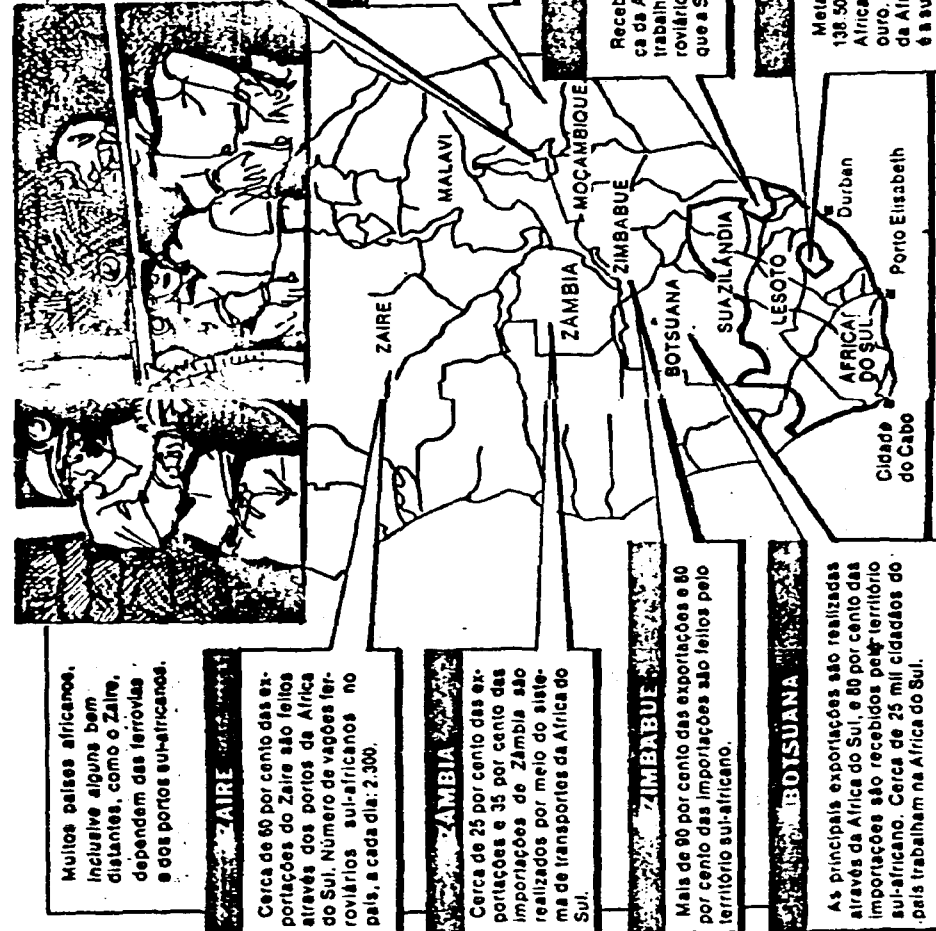 Muitos países africanos,
inclusive alguns bem
distantes, como o Zaire,
dependem das ferrovias
e dos portos sul-africanos.
ZAIRE
Cerca de 60 por cento das ex-
portações do Zaire são feitos
através dos portos da África
do Sul. Número de vagões fer-
roviários sul-africanos no
país, a cada dia: 2.300.
ZÂMBIA
Cerca de 25 por cento das ex-
portações e 35 por cento das
importações de Zâmbia são
realizados por meio do siste-
ma de transportes da África do
Sul.
ZIMBABUE
Mais de 90 por cento das exportações e 80
por cento das importações são feitos pelo
território sul-africano.
BOTSUANA
As principais exportações são realizadas
através da África do Sul, e 80 por cento das
importações são recebidos pelo território
sul-africano. Cerca de 25 mil cidadãos do
país trabalham na África do Sul.
ZAIRE
MALAVI
ZÂMBIA
MOÇAMBIQUE
ZIMBABUE
BOTSUANA
SUAZILÂNDIA
LESOTO
ÁFRICA
DO SUL
Cidade
do Cabo
Porto Elisabeth
Durban
Receb
ca da A
trabalh
roviário
que a S
Meta
138.50
África
ouro.
da Áfr
é a su